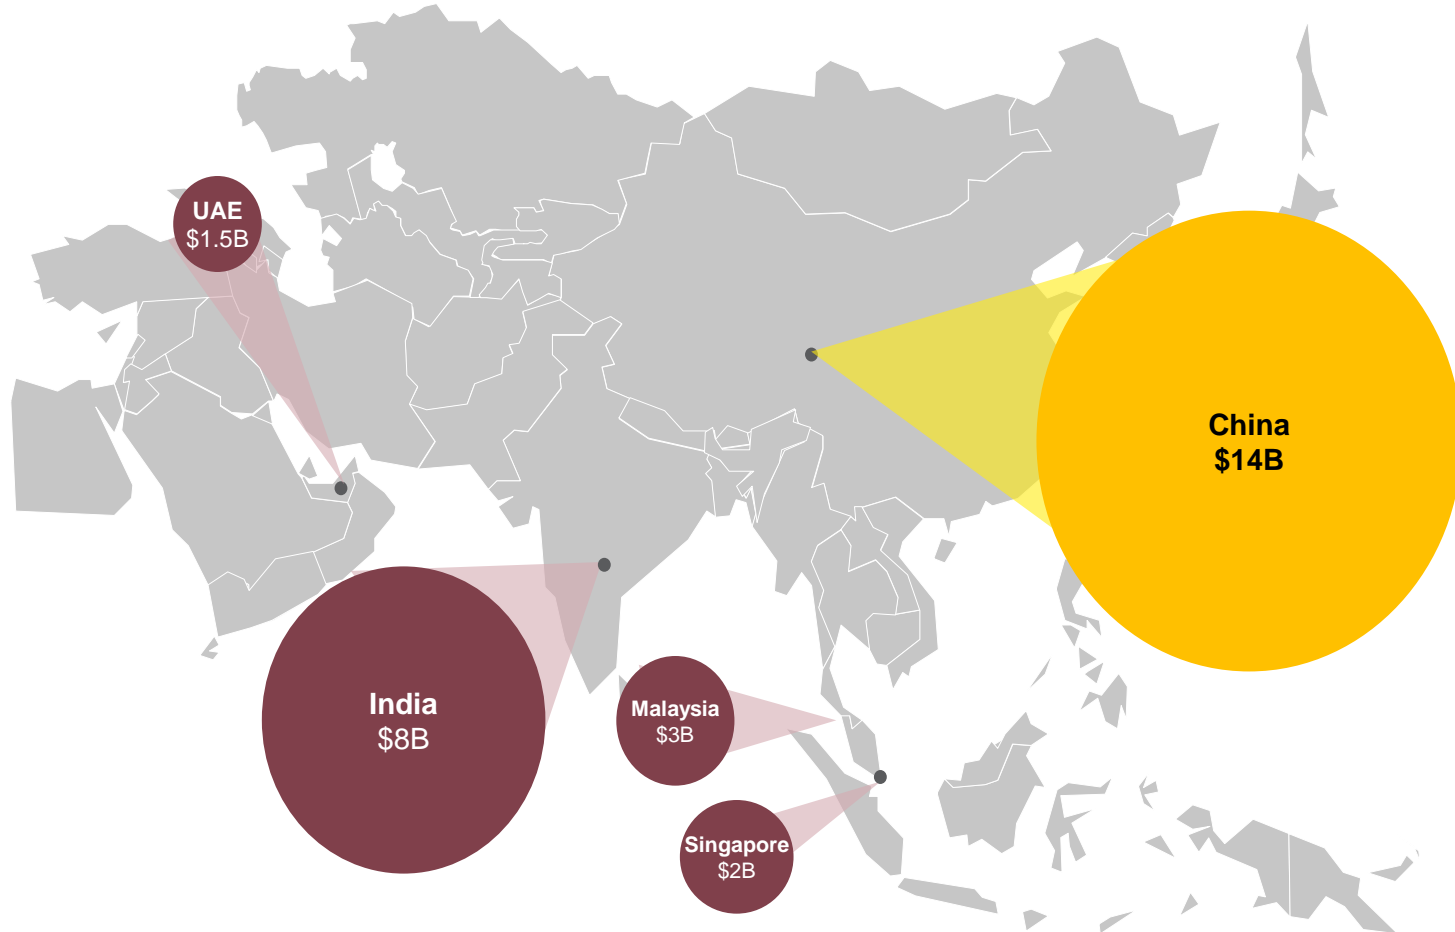 UAE
$1.5B
China
$14B
India
$8B
Malaysia
$3B
Singapore
$2B